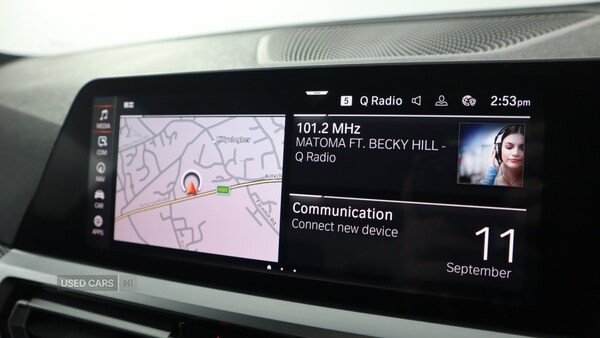 5 Q Radio 2:53pm
MEDIA
COM
NAV
CAR
APPS
101.2 MHz
MATOMA FT. BECKY HILL -
Q Radio
Communication
Connect new device
11
September
USED CARS NI